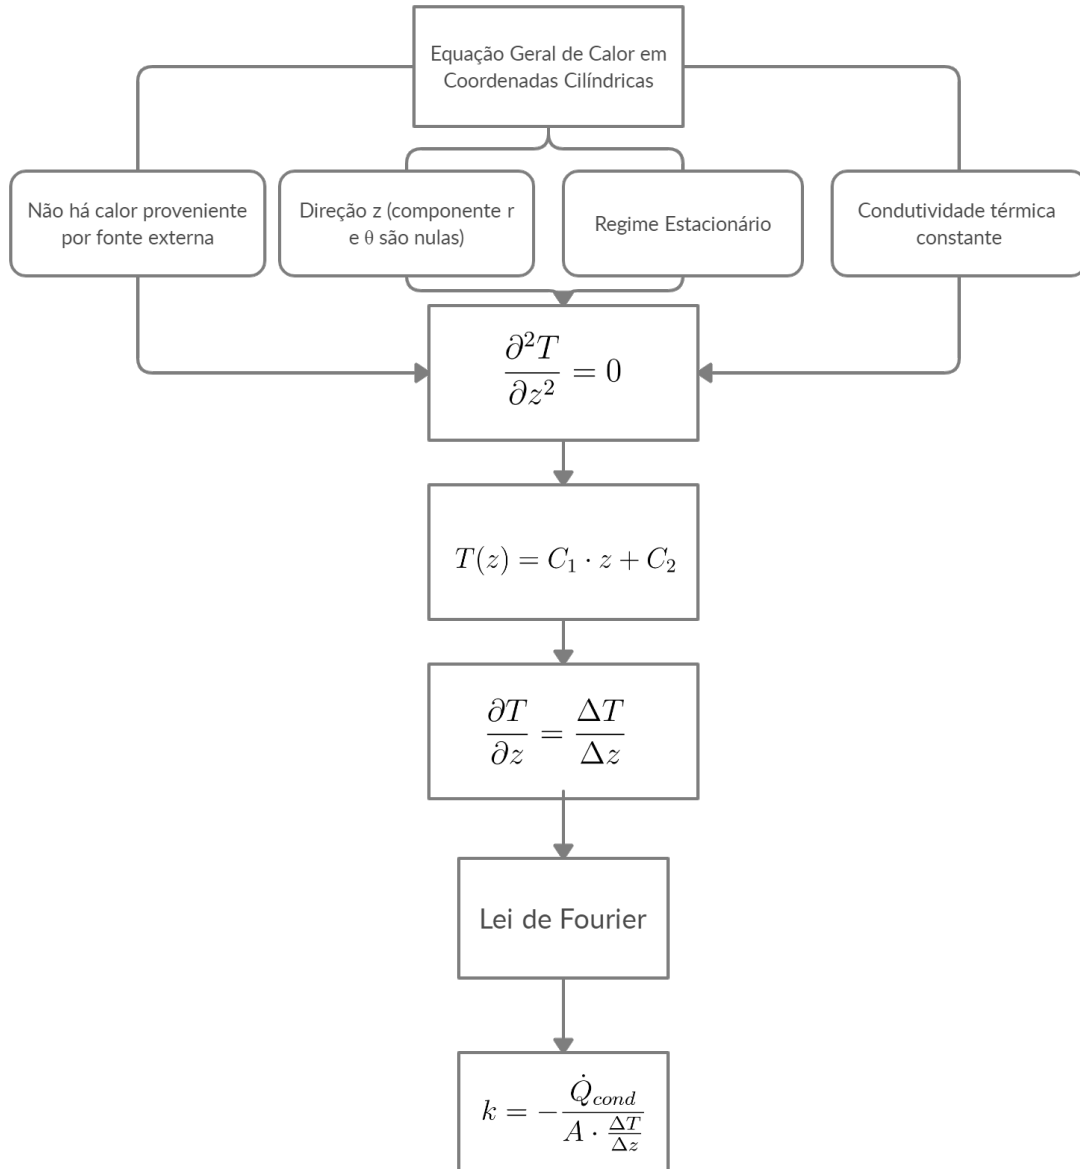 Equação Geral de Calor em
Coordenadas Cilíndricas
Não há calor proveniente
por fonte externa
Direção z (componente r
e θ são nulas)
Regime Estacionário
Condutividade térmica
constante
∂²T/∂z² = 0
T(z) = C₁ · z + C₂
∂T/∂z = ΔT/Δz
Lei de Fourier
k = −Q̇cond/(A · ΔT/Δz)